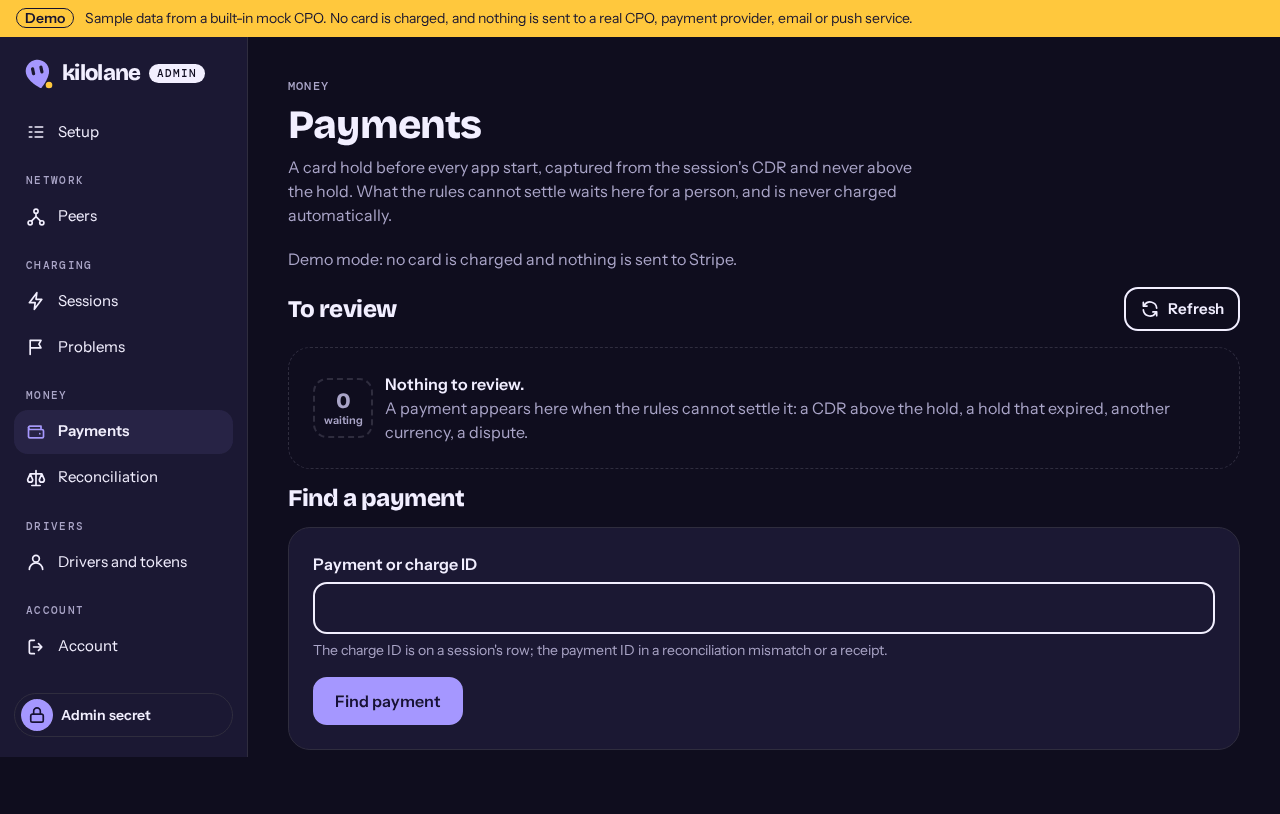 Demo Sample data from a built-in mock CPO. No card is charged, and nothing is sent to a real CPO, payment provider, email or push service.
kilolane ADMIN
Setup
NETWORK
Peers
CHARGING
Sessions
Problems
MONEY
Payments
Reconciliation
DRIVERS
Drivers and tokens
ACCOUNT
Account
Admin secret
MONEY
Payments
A card hold before every app start, captured from the session's CDR and never above
the hold. What the rules cannot settle waits here for a person, and is never charged
automatically.
Demo mode: no card is charged and nothing is sent to Stripe.
To review
Refresh
0
waiting
Nothing to review.
A payment appears here when the rules cannot settle it: a CDR above the hold, a hold that expired, another
currency, a dispute.
Find a payment
Payment or charge ID
The charge ID is on a session's row; the payment ID in a reconciliation mismatch or a receipt.
Find payment